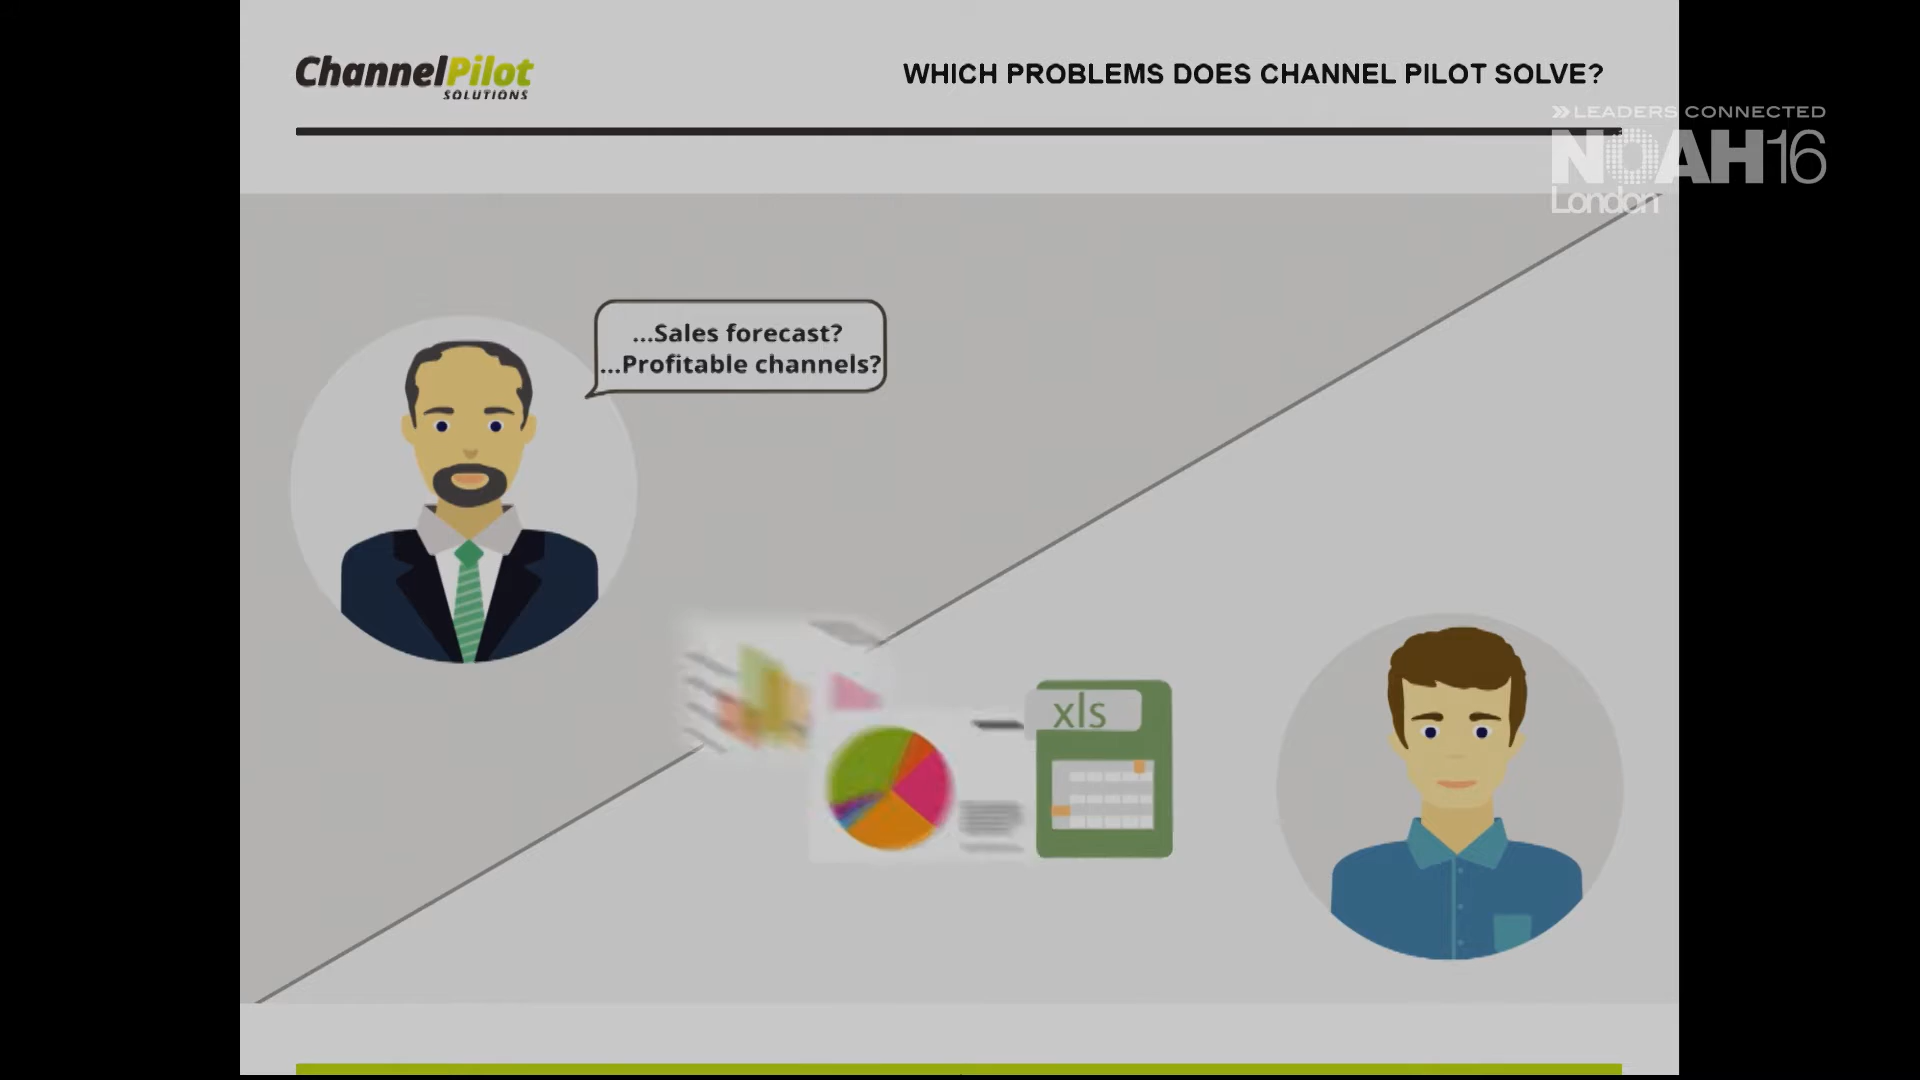 ChannelPilot
SOLUTIONS
WHICH PROBLEMS DOES CHANNEL PILOT SOLVE?
LEADERS CONNECTED
NOAH16
London
...Sales forecast?
...Profitable channels?
xls